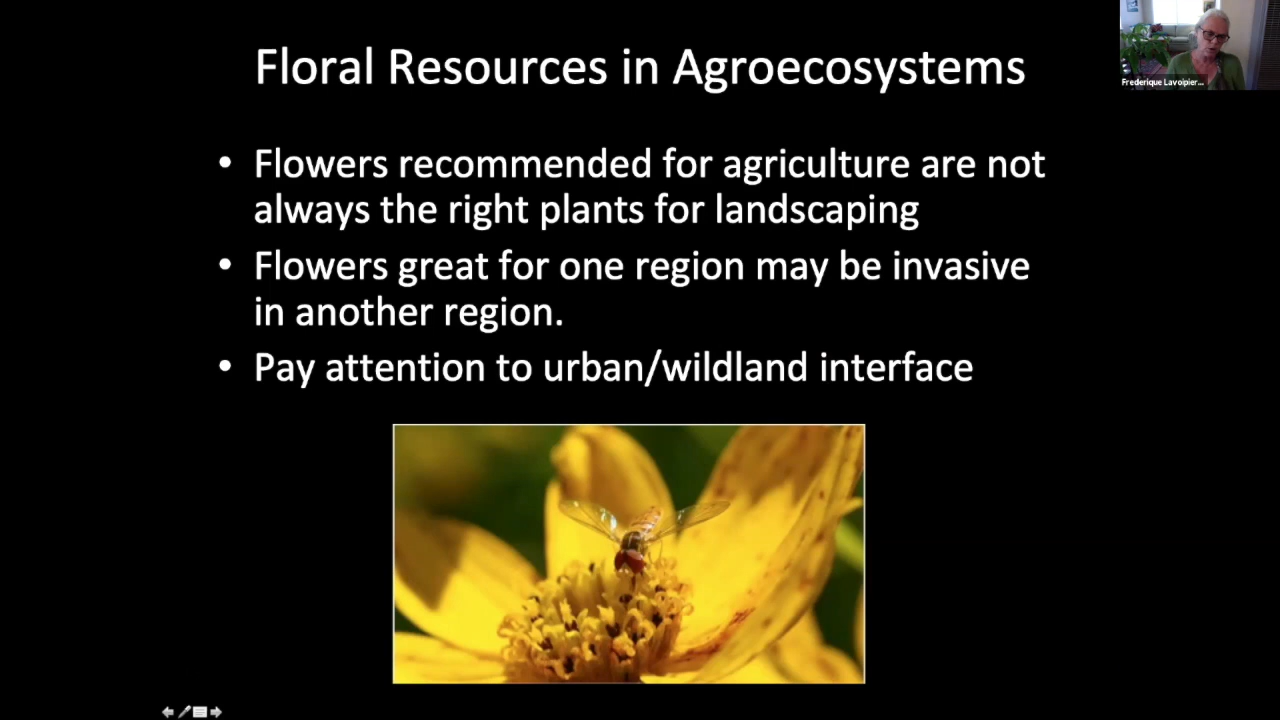 Floral Resources in Agroecosystems
Frederique Lavoipier...
• Flowers recommended for agriculture are not
always the right plants for landscaping
• Flowers great for one region may be invasive
in another region.
• Pay attention to urban/wildland interface